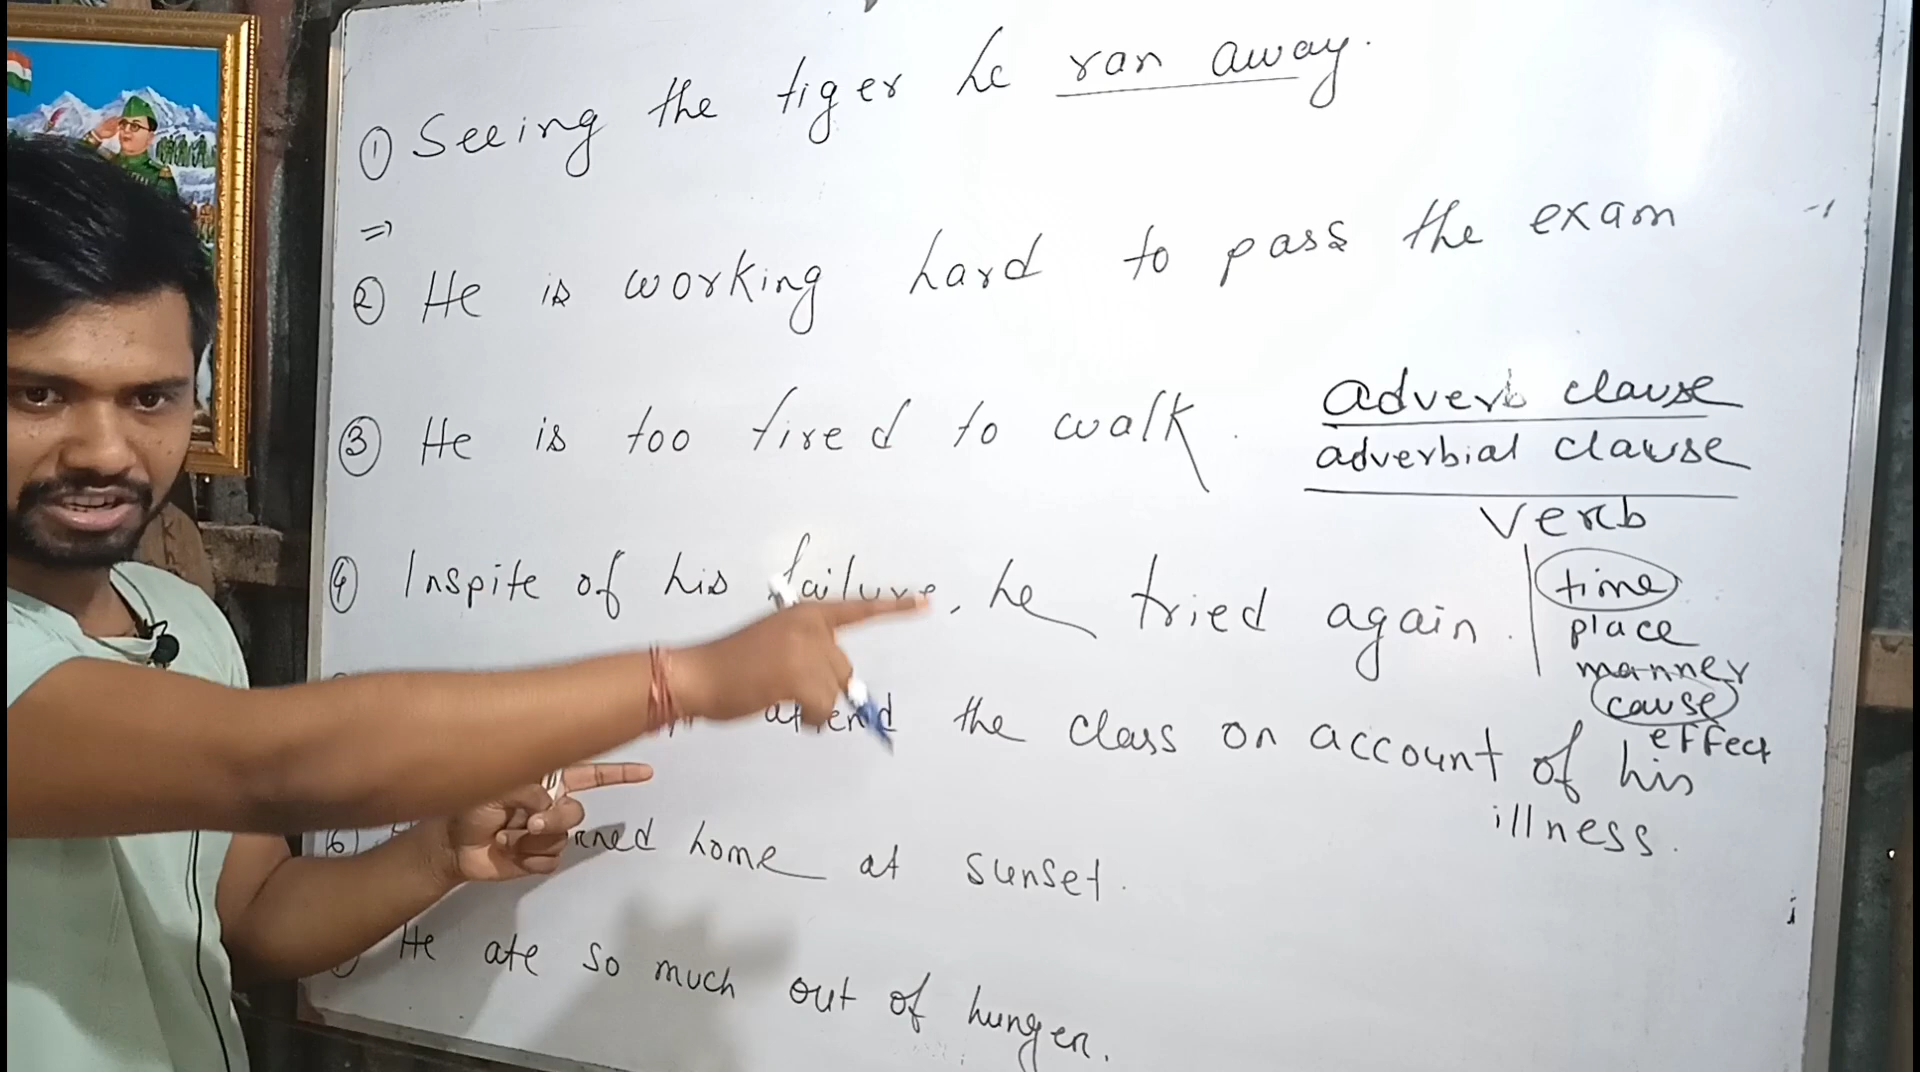 ① Seeing the tiger he ran away.
⇒
② He is working hard to pass the exam
③ He is too tired to walk.
adverb clause
adverbial clause
verb
④ Inspite of his failure, he tried again.
time
place
manner
cause
effect
attend the class on account of his
illness.
⑥ home at sunset.
He ate so much out of hunger.